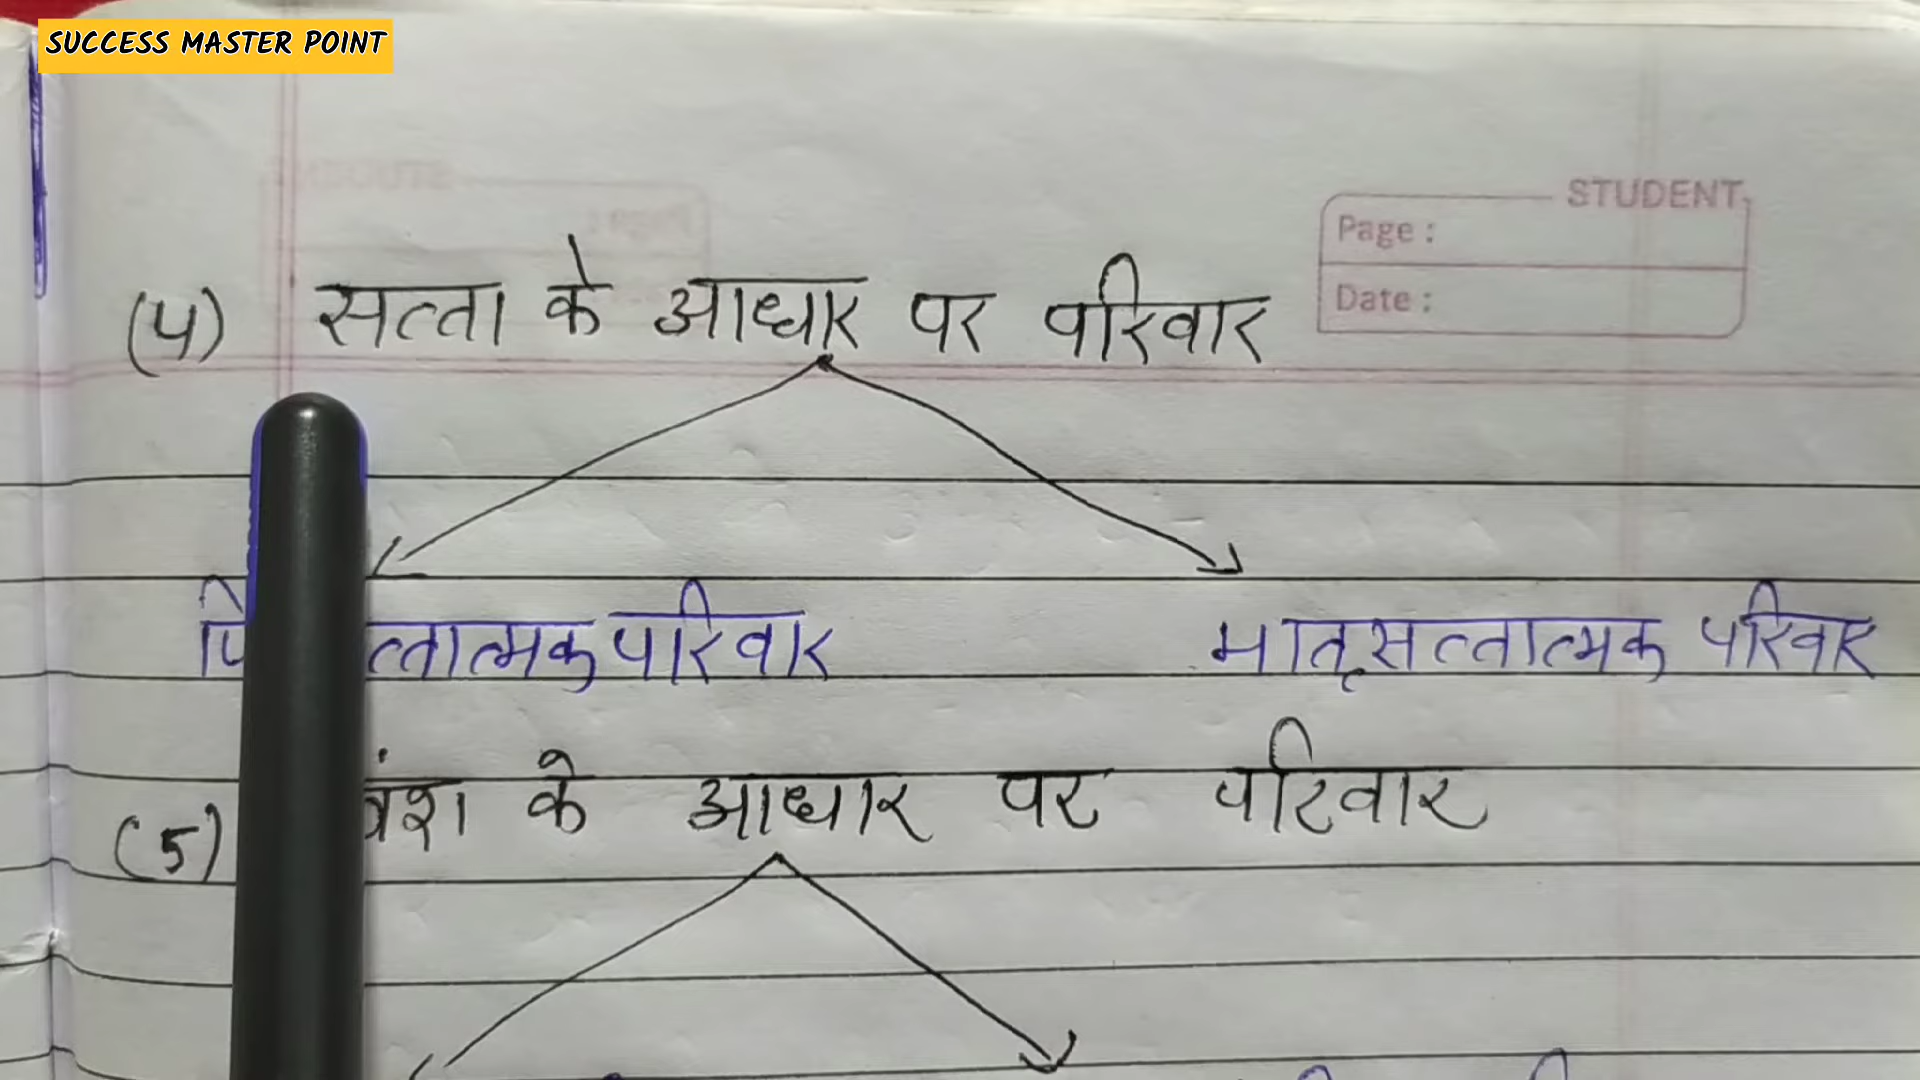 SUCCESS MASTER POINT
STUDENT
Page :
Date :
(4) सत्ता के आधार पर परिवार
परिवार मातृसत्तात्मक परिवार
(5) वंश के आधार पर परिवार